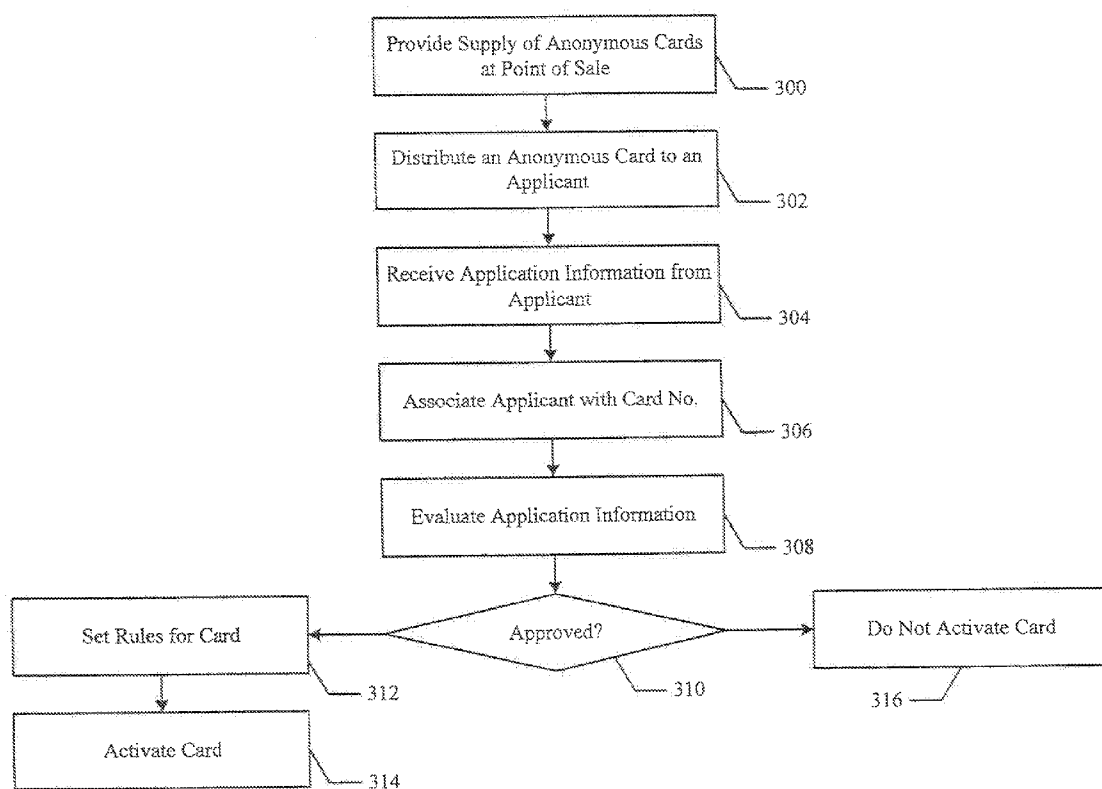 Provide Supply of Anonymous Cards
at Point of Sale
300
Distribute an Anonymous Card to an
Applicant
302
Receive Application Information from
Applicant
304
Associate Applicant with Card No.
306
Evaluate Application Information
308
Set Rules for Card
312
Approved?
310
Do Not Activate Card
316
Activate Card
314